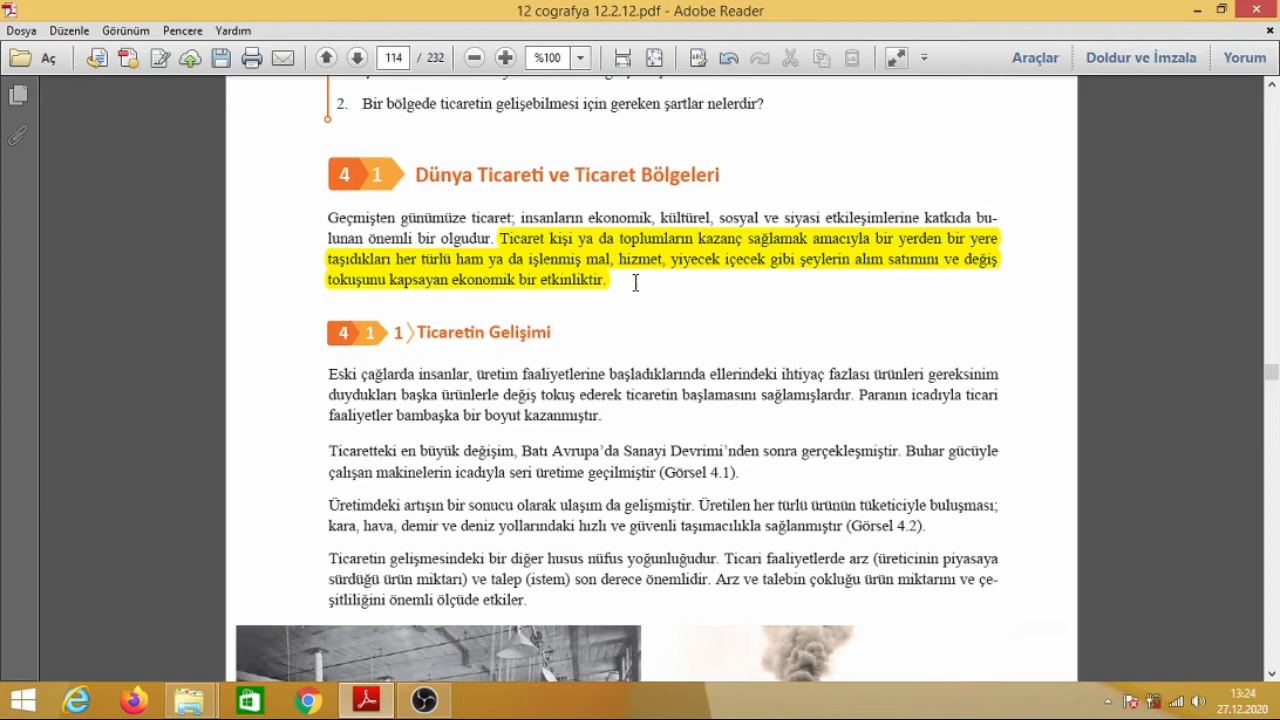 12 cografya 12.2.12.pdf - Adobe Reader
Dosya Düzenle Görünüm Pencere Yardım
Aç 114 / 232 %100 Araçlar Doldur ve İmzala Yorum
2. Bir bölgede ticaretin gelişebilmesi için gereken şartlar nelerdir?
4 1 Dünya Ticareti ve Ticaret Bölgeleri
Geçmişten günümüze ticaret; insanların ekonomik, kültürel, sosyal ve siyasi etkileşimlerine katkıda bu-
lunan önemli bir olgudur. Ticaret kişi ya da toplumların kazanç sağlamak amacıyla bir yerden bir yere
taşıdıkları her türlü ham ya da işlenmiş mal, hizmet, yiyecek içecek gibi şeylerin alım satımını ve değiş
tokuşunu kapsayan ekonomik bir etkinliktir.
4 1 1 Ticaretin Gelişimi
Eski çağlarda insanlar, üretim faaliyetlerine başladıklarında ellerindeki ihtiyaç fazlası ürünleri gereksinim
duydukları başka ürünlerle değiş tokuş ederek ticaretin başlamasını sağlamışlardır. Paranın icadıyla ticari
faaliyetler bambaşka bir boyut kazanmıştır.
Ticaretteki en büyük değişim, Batı Avrupa’da Sanayi Devrimi’nden sonra gerçekleşmiştir. Buhar gücüyle
çalışan makinelerin icadıyla seri üretime geçilmiştir (Görsel 4.1).
Üretimdeki artışın bir sonucu olarak ulaşım da gelişmiştir. Üretilen her türlü ürünün tüketiciyle buluşması;
kara, hava, demir ve deniz yollarındaki hızlı ve güvenli taşımacılıkla sağlanmıştır (Görsel 4.2).
Ticaretin gelişmesindeki bir diğer husus nüfus yoğunluğudur. Ticari faaliyetlerde arz (üreticinin piyasaya
sürdüğü ürün miktarı) ve talep (istem) son derece önemlidir. Arz ve talebin çokluğu ürün miktarını ve çe-
şitliliğini önemli ölçüde etkiler.
13:24
27.12.2020